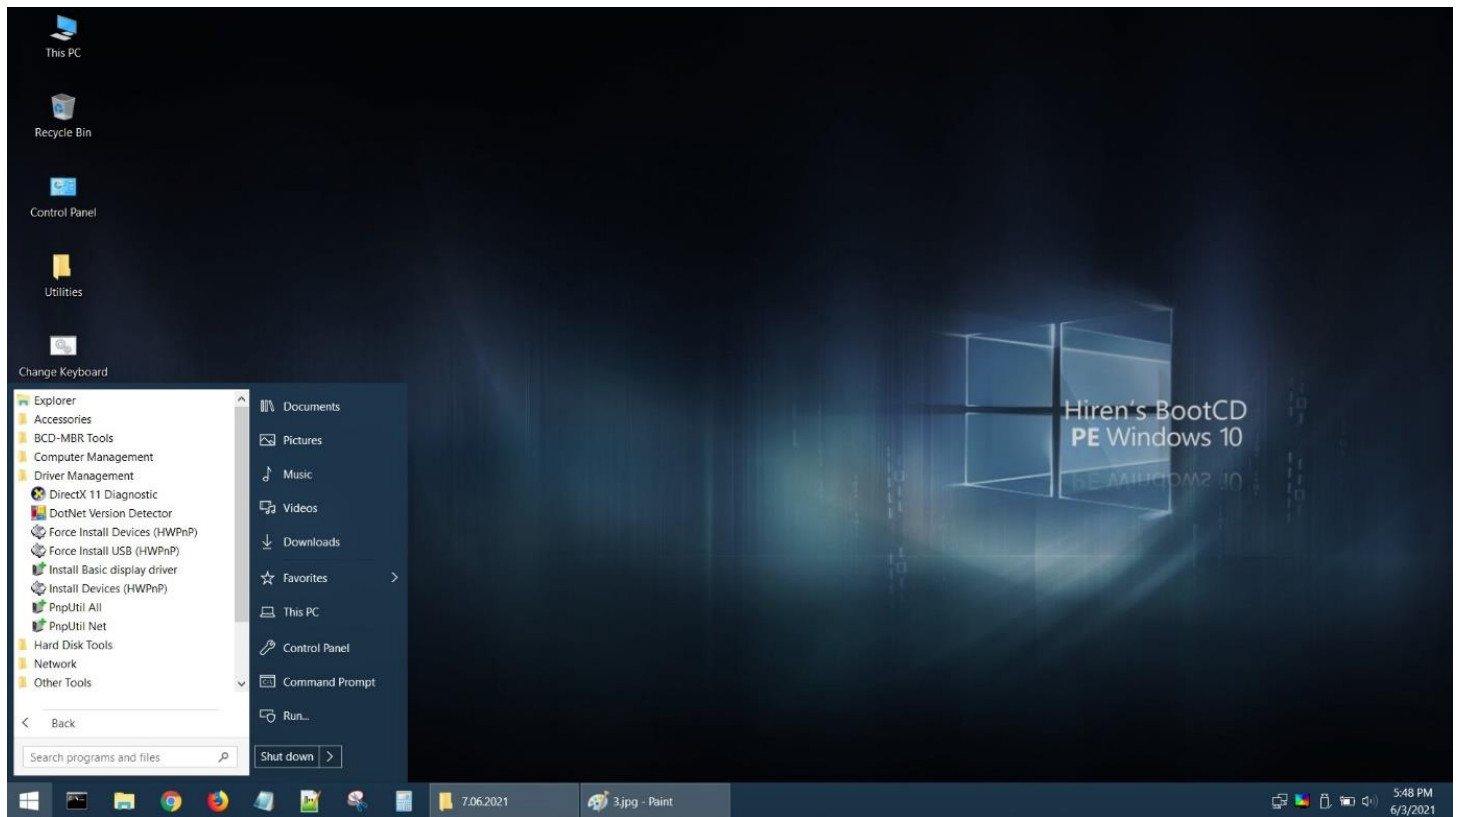 This PC
Recycle Bin
Control Panel
Utilities
Change Keyboard
Explorer
Accessories
BCD-MBR Tools
Computer Management
Driver Management
DirectX 11 Diagnostic
DotNet Version Detector
Force Install Devices (HWPnP)
Force Install USB (HWPnP)
Install Basic display driver
Install Devices (HWPnP)
PnpUtil All
PnpUtil Net
Hard Disk Tools
Network
Other Tools
Back
Search programs and files
Documents
Pictures
Music
Videos
Downloads
Favorites
This PC
Control Panel
Command Prompt
Run...
Shut down
Hiren's BootCD
PE Windows 10
7.06.2021
3.jpg - Paint
5:48 PM
6/3/2021